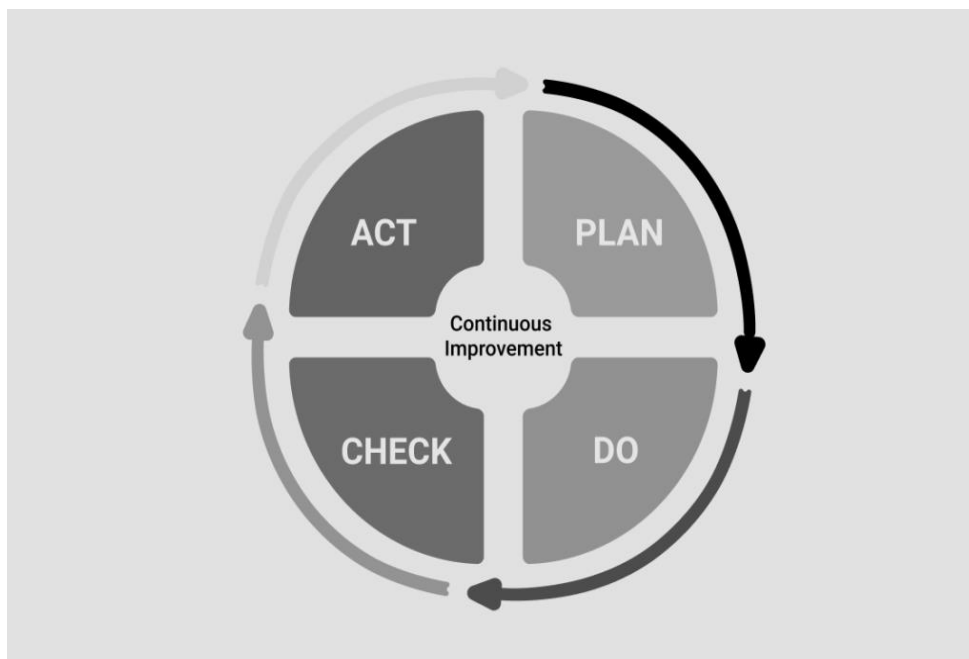 ACT
PLAN
Continuous
Improvement
CHECK
DO